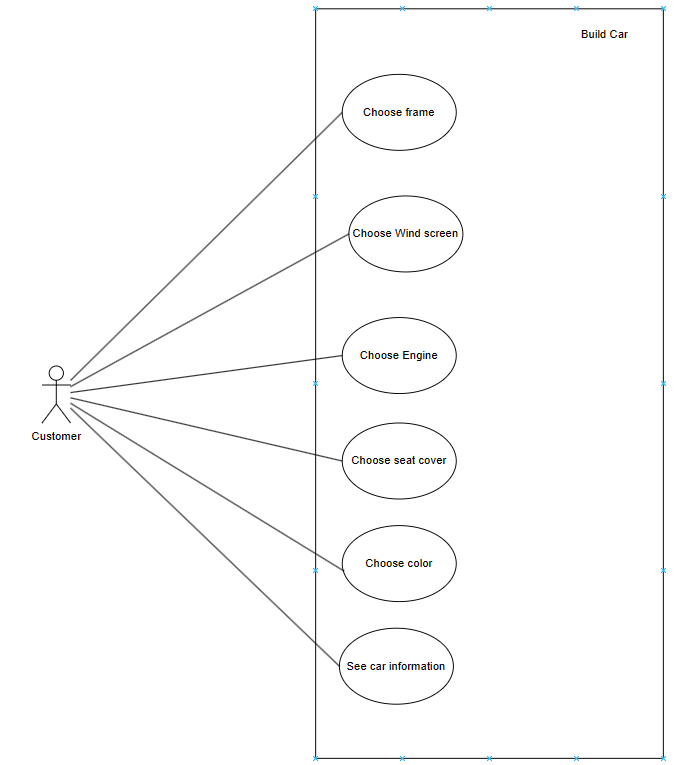 Build Car
Choose frame
Choose Wind screen
Choose Engine
Customer
Choose seat cover
Choose color
See car information